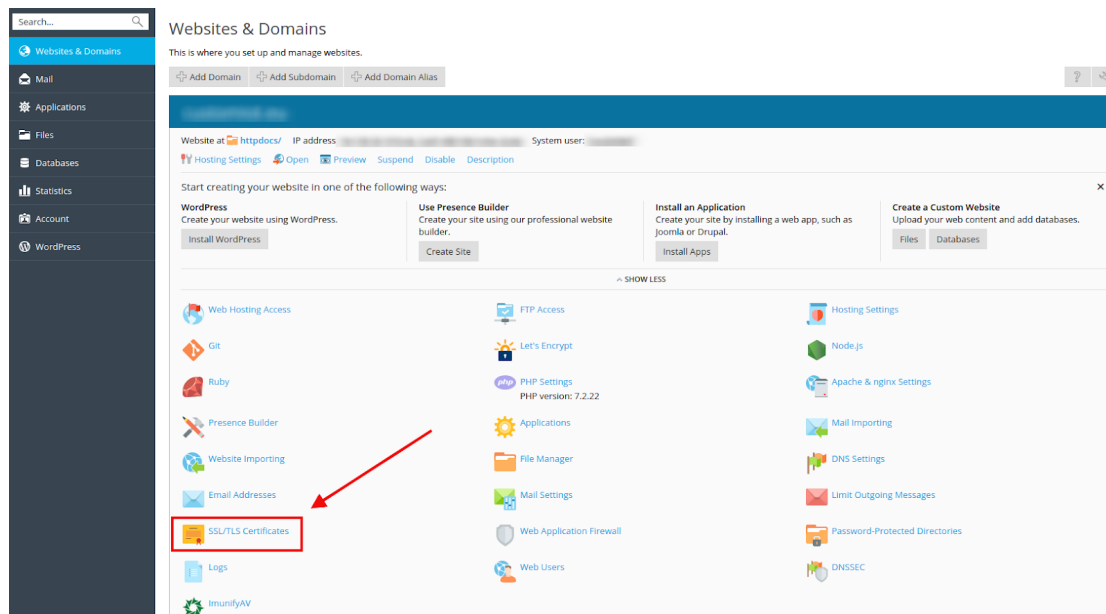 Search...
Websites & Domains
Mail
Applications
Files
Databases
Statistics
Account
WordPress
Websites & Domains
This is where you set up and manage websites.
Add Domain Add Subdomain Add Domain Alias ?
Website at httpdocs/ IP address System user:
Hosting Settings Open Preview Suspend Disable Description
Start creating your website in one of the following ways:
WordPress
Create your website using WordPress.
Install WordPress
Use Presence Builder
Create your site using our professional website
builder.
Create Site
Install an Application
Create your site by installing a web app, such as
Joomla or Drupal.
Install Apps
Create a Custom Website
Upload your web content and add databases.
Files Databases
SHOW LESS
Web Hosting Access FTP Access Hosting Settings
Git Let's Encrypt Node.js
Ruby php PHP Settings Apache & nginx Settings
PHP version: 7.2.22
Presence Builder Applications Mail Importing
Website Importing File Manager DNS Settings
Email Addresses Mail Settings Limit Outgoing Messages
SSL/TLS Certificates Web Application Firewall Password-Protected Directories
Logs Web Users DNSSEC
ImunifyAV